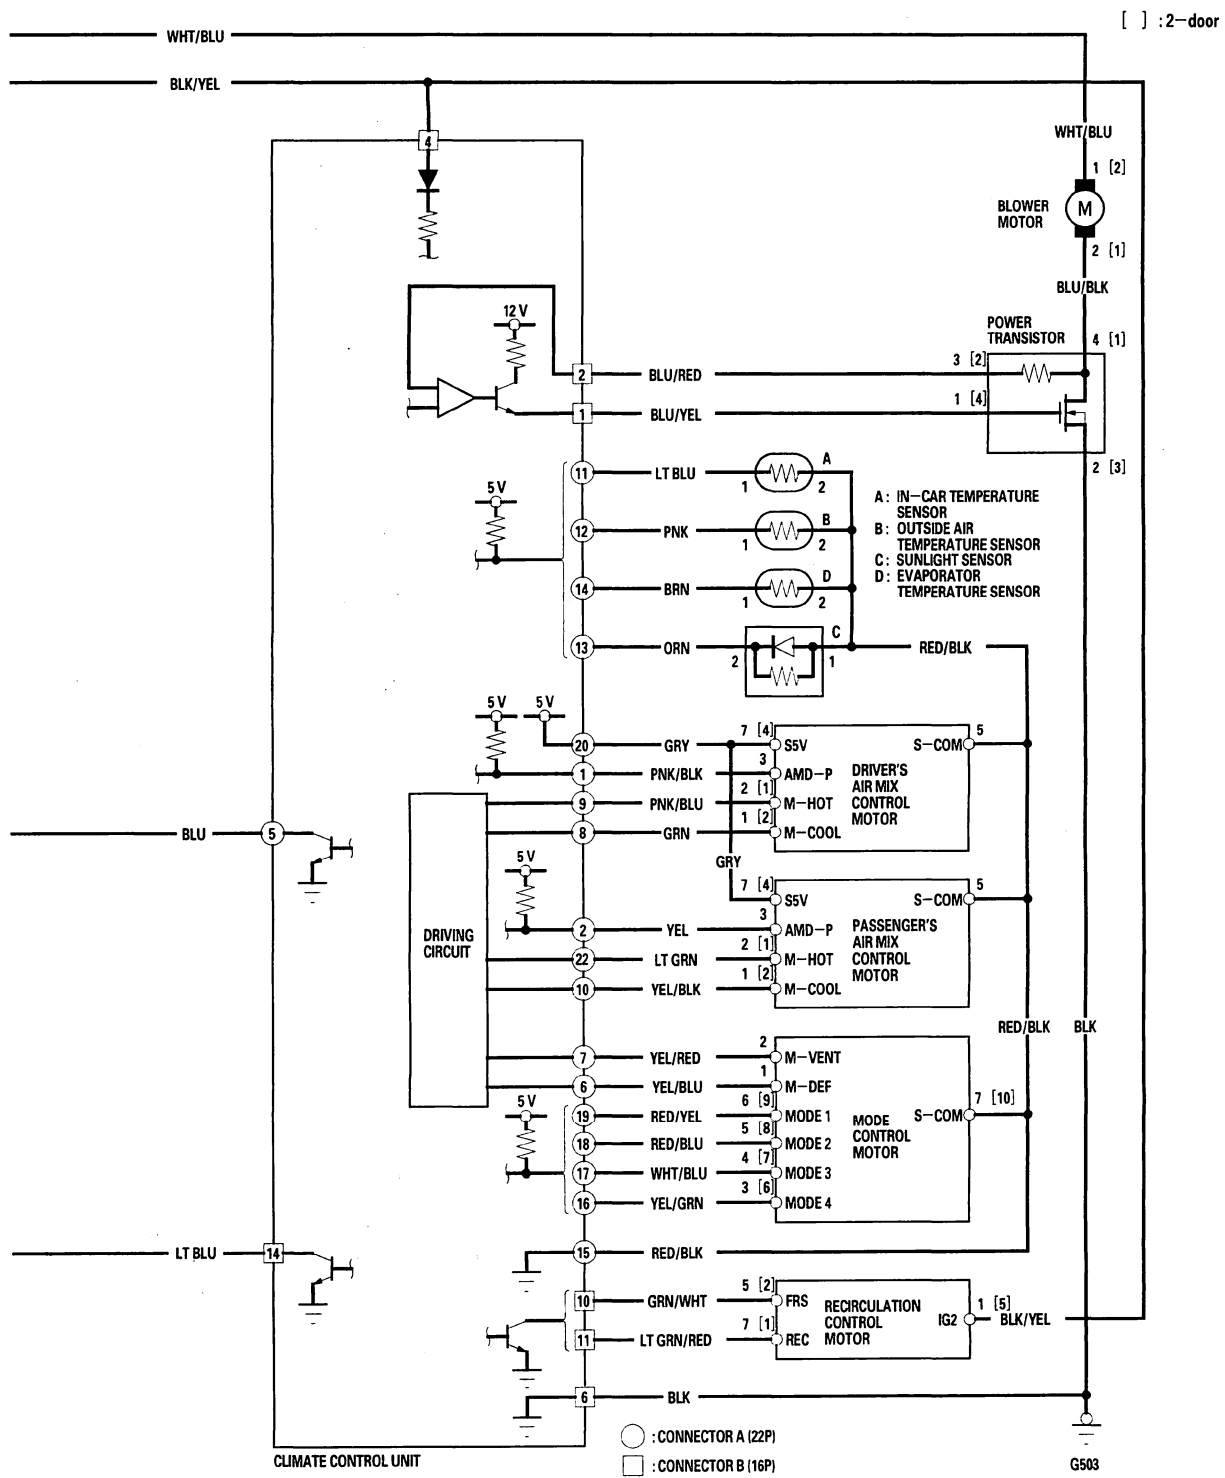 [ ] : 2-door
WHT/BLU
BLK/YEL
4
WHT/BLU
1 [2]
BLOWER
MOTOR
M
2 [1]
BLU/BLK
12 V
POWER
TRANSISTOR
4 [1]
2
BLU/RED
3 [2]
1
BLU/YEL
1 [4]
2 [3]
11
LT BLU
1
A
2
5 V
12
PNK
1
B
2
14
BRN
1
D
2
13
ORN
2
C
1
RED/BLK
A : IN-CAR TEMPERATURE
SENSOR
B : OUTSIDE AIR
TEMPERATURE SENSOR
C : SUNLIGHT SENSOR
D : EVAPORATOR
TEMPERATURE SENSOR
5 V
5 V
20
GRY
7 [4]
S5V
S-COM
5
1
PNK/BLK
3
AMD-P
DRIVER'S
AIR MIX
CONTROL
MOTOR
9
PNK/BLU
2 [1]
M-HOT
8
GRN
1 [2]
M-COOL
BLU
5
GRY
5 V
7 [4]
S5V
S-COM
5
2
YEL
3
AMD-P
PASSENGER'S
AIR MIX
CONTROL
MOTOR
22
LT GRN
2 [1]
M-HOT
10
YEL/BLK
1 [2]
M-COOL
DRIVING
CIRCUIT
RED/BLK
BLK
7
YEL/RED
2
M-VENT
6
YEL/BLU
1
M-DEF
5 V
19
RED/YEL
6 [9]
MODE 1
S-COM
7 [10]
MODE
CONTROL
MOTOR
18
RED/BLU
5 [8]
MODE 2
17
WHT/BLU
4 [7]
MODE 3
16
YEL/GRN
3 [6]
MODE 4
LT BLU
14
15
RED/BLK
10
GRN/WHT
5 [2]
FRS
RECIRCULATION
CONTROL
MOTOR
IG2
1 [5]
BLK/YEL
11
LT GRN/RED
7 [1]
REC
6
BLK
CLIMATE CONTROL UNIT
: CONNECTOR A (22P)
: CONNECTOR B (16P)
G503